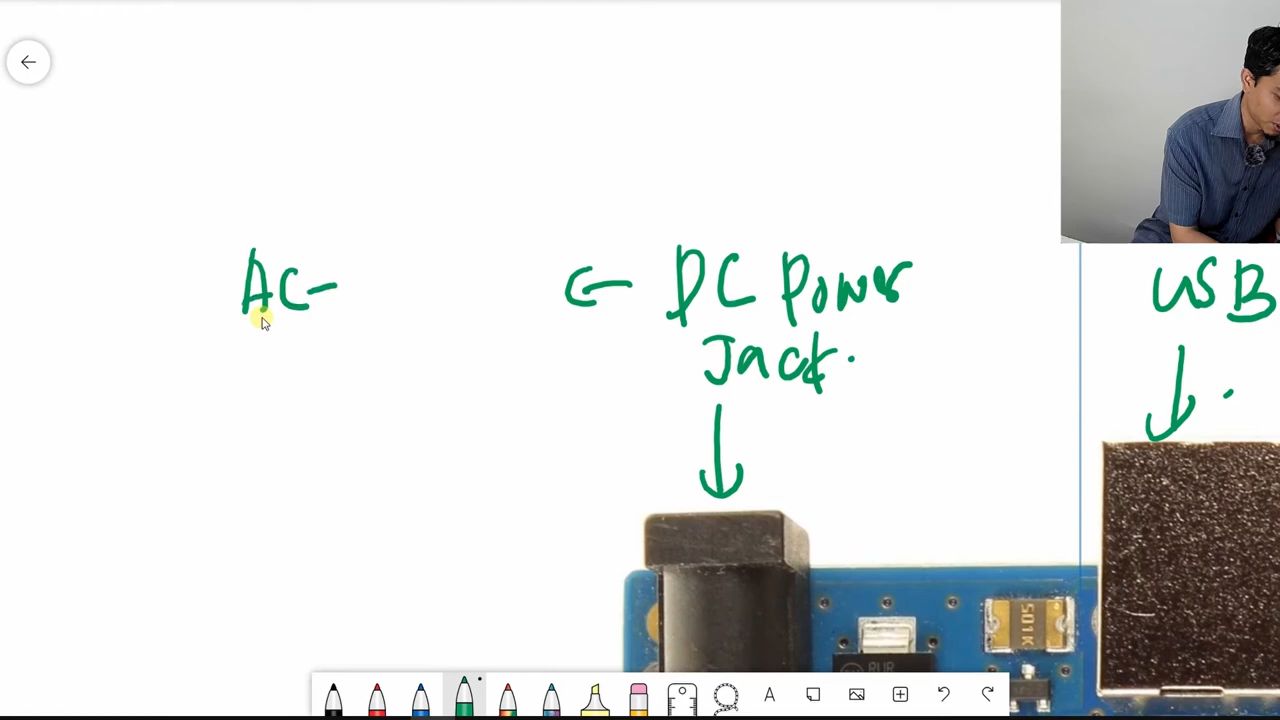 AC-
← DC Power
Jack.
USB
501K
A